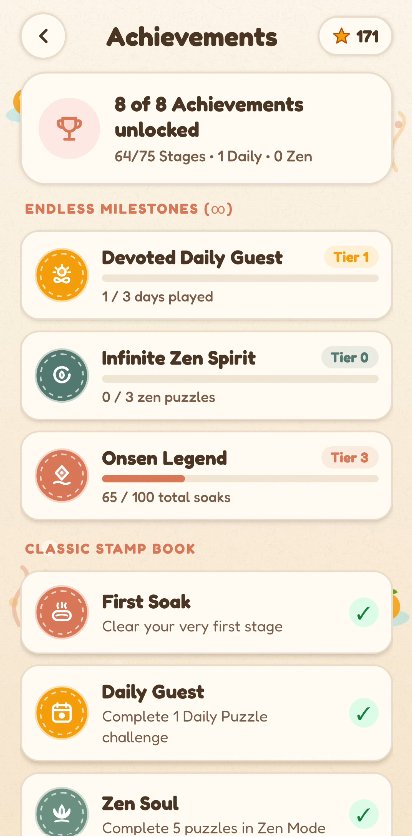 Achievements
171
8 of 8 Achievements
unlocked
64/75 Stages • 1 Daily • 0 Zen
ENDLESS MILESTONES (∞)
Devoted Daily Guest
Tier 1
1 / 3 days played
Infinite Zen Spirit
Tier 0
0 / 3 zen puzzles
Onsen Legend
Tier 3
65 / 100 total soaks
CLASSIC STAMP BOOK
First Soak
Clear your very first stage
Daily Guest
Complete 1 Daily Puzzle
challenge
Zen Soul
Complete 5 puzzles in Zen Mode